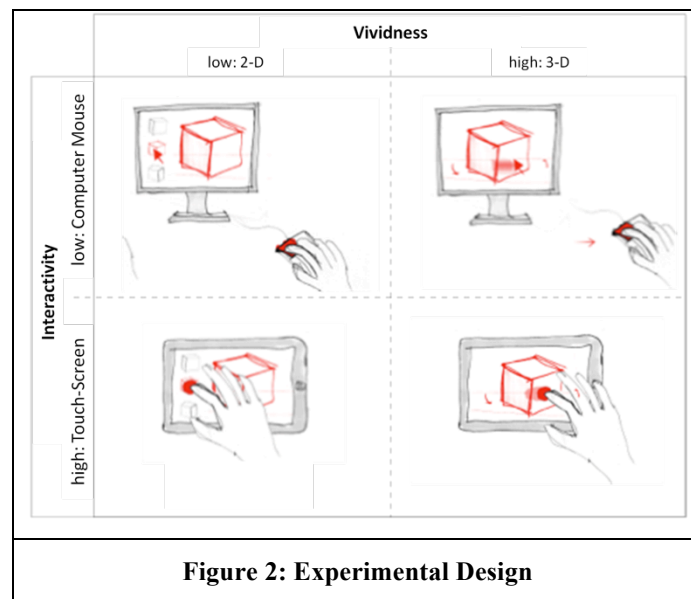 Vividness
low: 2-D
high: 3-D
Interactivity
low: Computer Mouse
high: Touch-Screen
Figure 2: Experimental Design